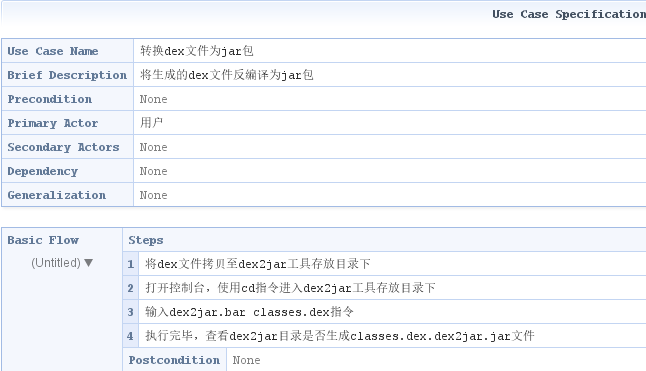 Use Case Specification
Use Case Name 转换dex文件为jar包
Brief Description 将生成的dex文件反编译为jar包
Precondition None
Primary Actor 用户
Secondary Actors None
Dependency None
Generalization None
Basic Flow Steps
(Untitled) ▼
1 将dex文件拷贝至dex2jar工具存放目录下
2 打开控制台，使用cd指令进入dex2jar工具存放目录下
3 输入dex2jar.bar classes.dex指令
4 执行完毕，查看dex2jar目录是否生成classes.dex.dex2jar.jar文件
Postcondition None